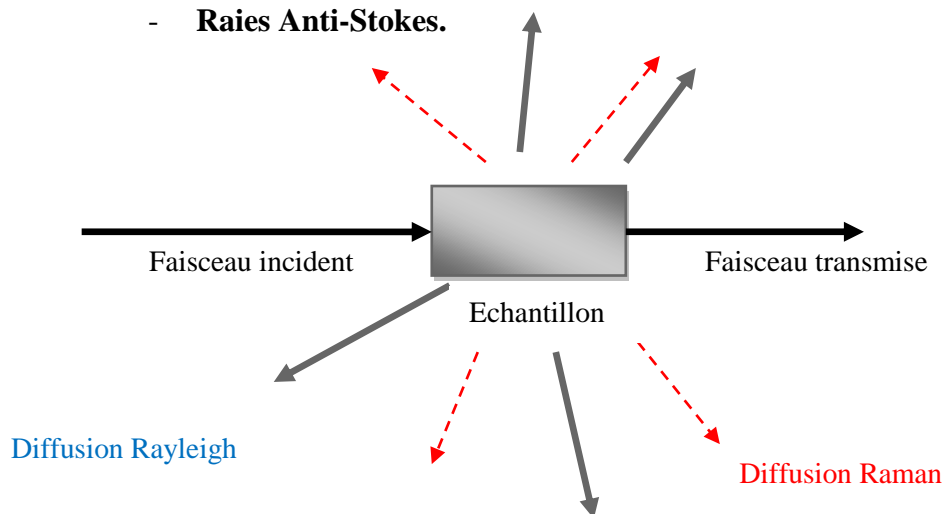 - Raies Anti-Stokes.
Faisceau incident
Faisceau transmise
Echantillon
Diffusion Rayleigh
Diffusion Raman